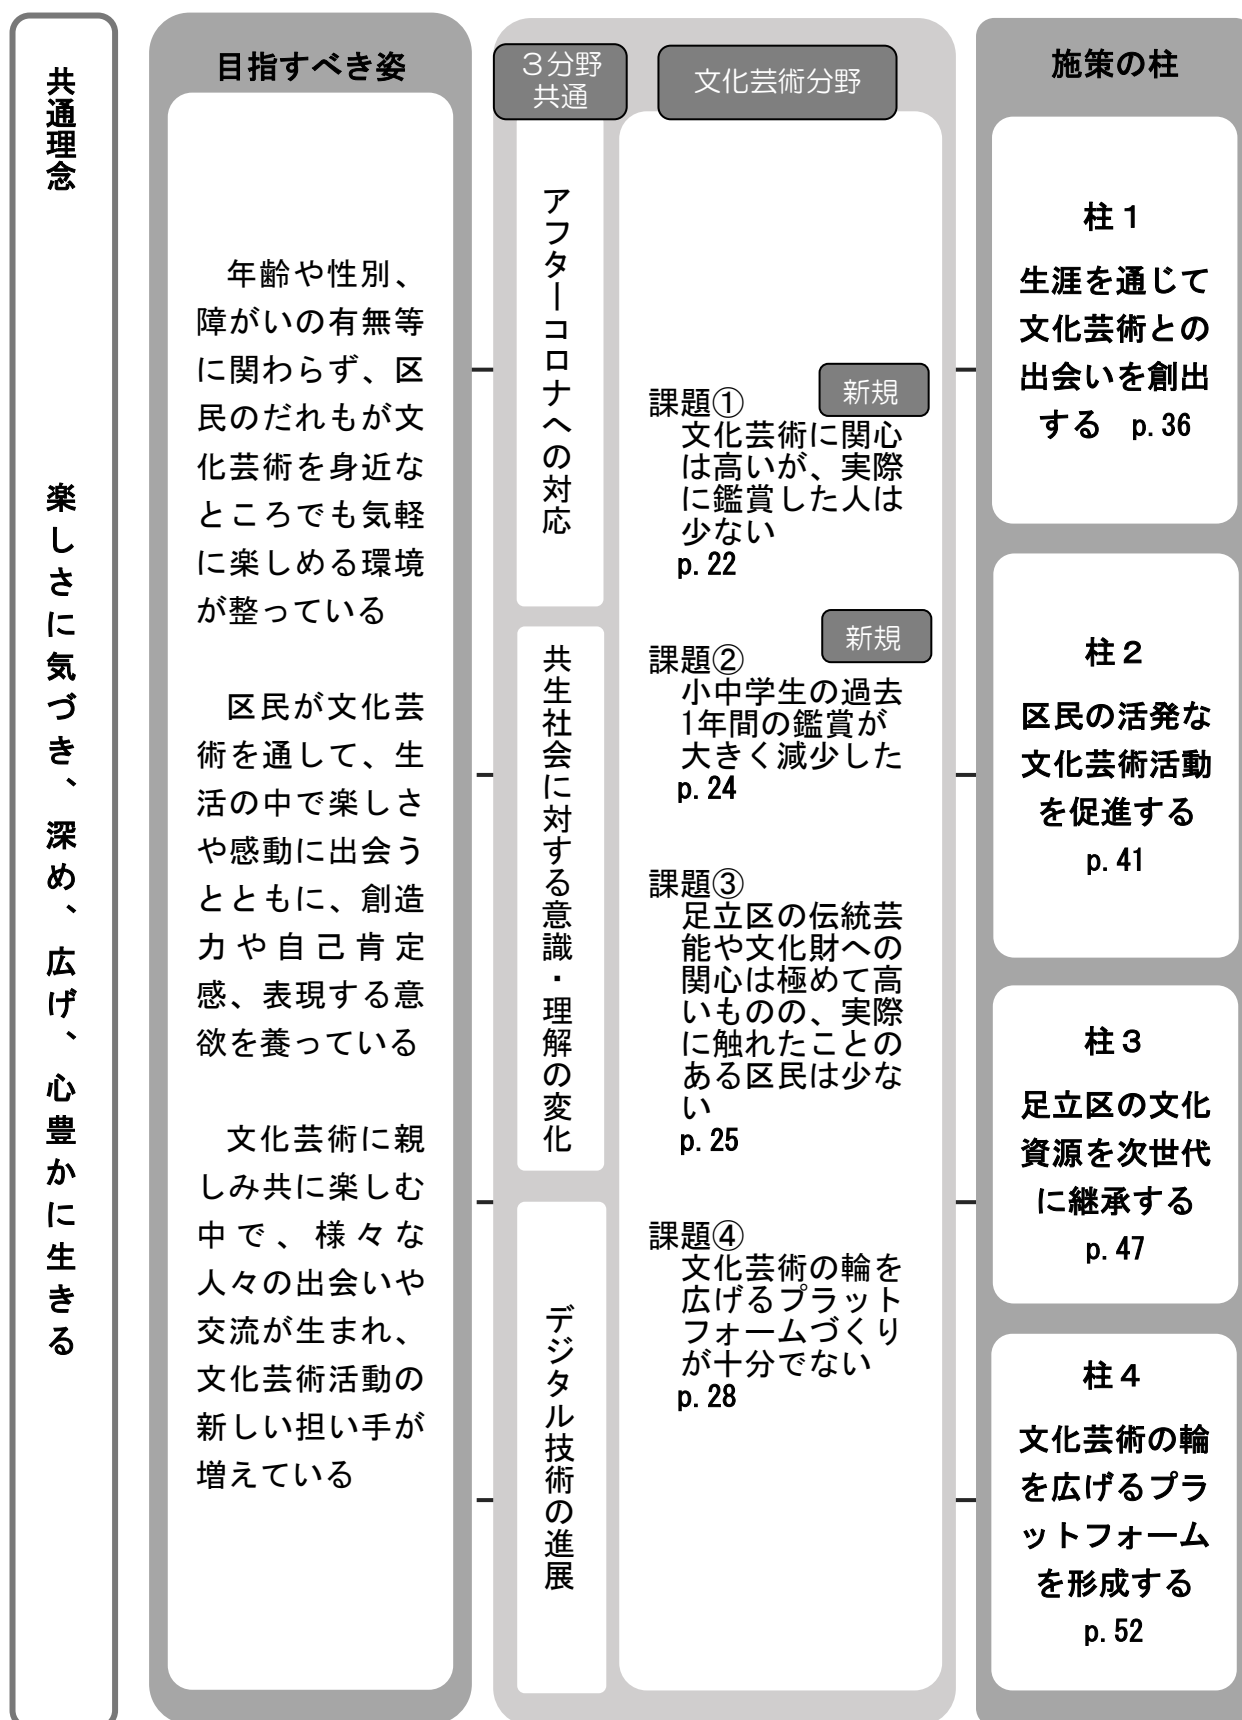 共通理念
楽しさに気づき、深め、広げ、心豊かに生きる
目指すべき姿
年齢や性別、
障がいの有無等
に関わらず、区
民のだれもが文
化芸術を身近な
ところでも気軽
に楽しめる環境
が整っている
区民が文化芸
術を通して、生
活の中で楽しさ
や感動に出会う
とともに、創造
力や自己肯定
感、表現する意
欲を養っている
文化芸術に親
しみ共に楽しむ
中で、様々な
人々の出会いや
交流が生まれ、
文化芸術活動の
新しい担い手が
増えている
３分野
共通
アフターコロナへの対応
共生社会に対する意識・理解の変化
デジタル技術の進展
文化芸術分野
課題①
新規
文化芸術に関心
は高いが、実際
に鑑賞した人は
少ない
p.22
課題②
新規
小中学生の過去
1年間の鑑賞が
大きく減少した
p.24
課題③
足立区の伝統芸
能や文化財への
関心は極めて高
いものの、実際
に触れたことの
ある区民は少な
い
p.25
課題④
文化芸術の輪を
広げるプラット
フォームづくり
が十分でない
p.28
施策の柱
柱１
生涯を通じて
文化芸術との
出会いを創出
する　p.36
柱２
区民の活発な
文化芸術活動
を促進する
p.41
柱３
足立区の文化
資源を次世代
に継承する
p.47
柱４
文化芸術の輪
を広げるプラ
ットフォーム
を形成する
p.52